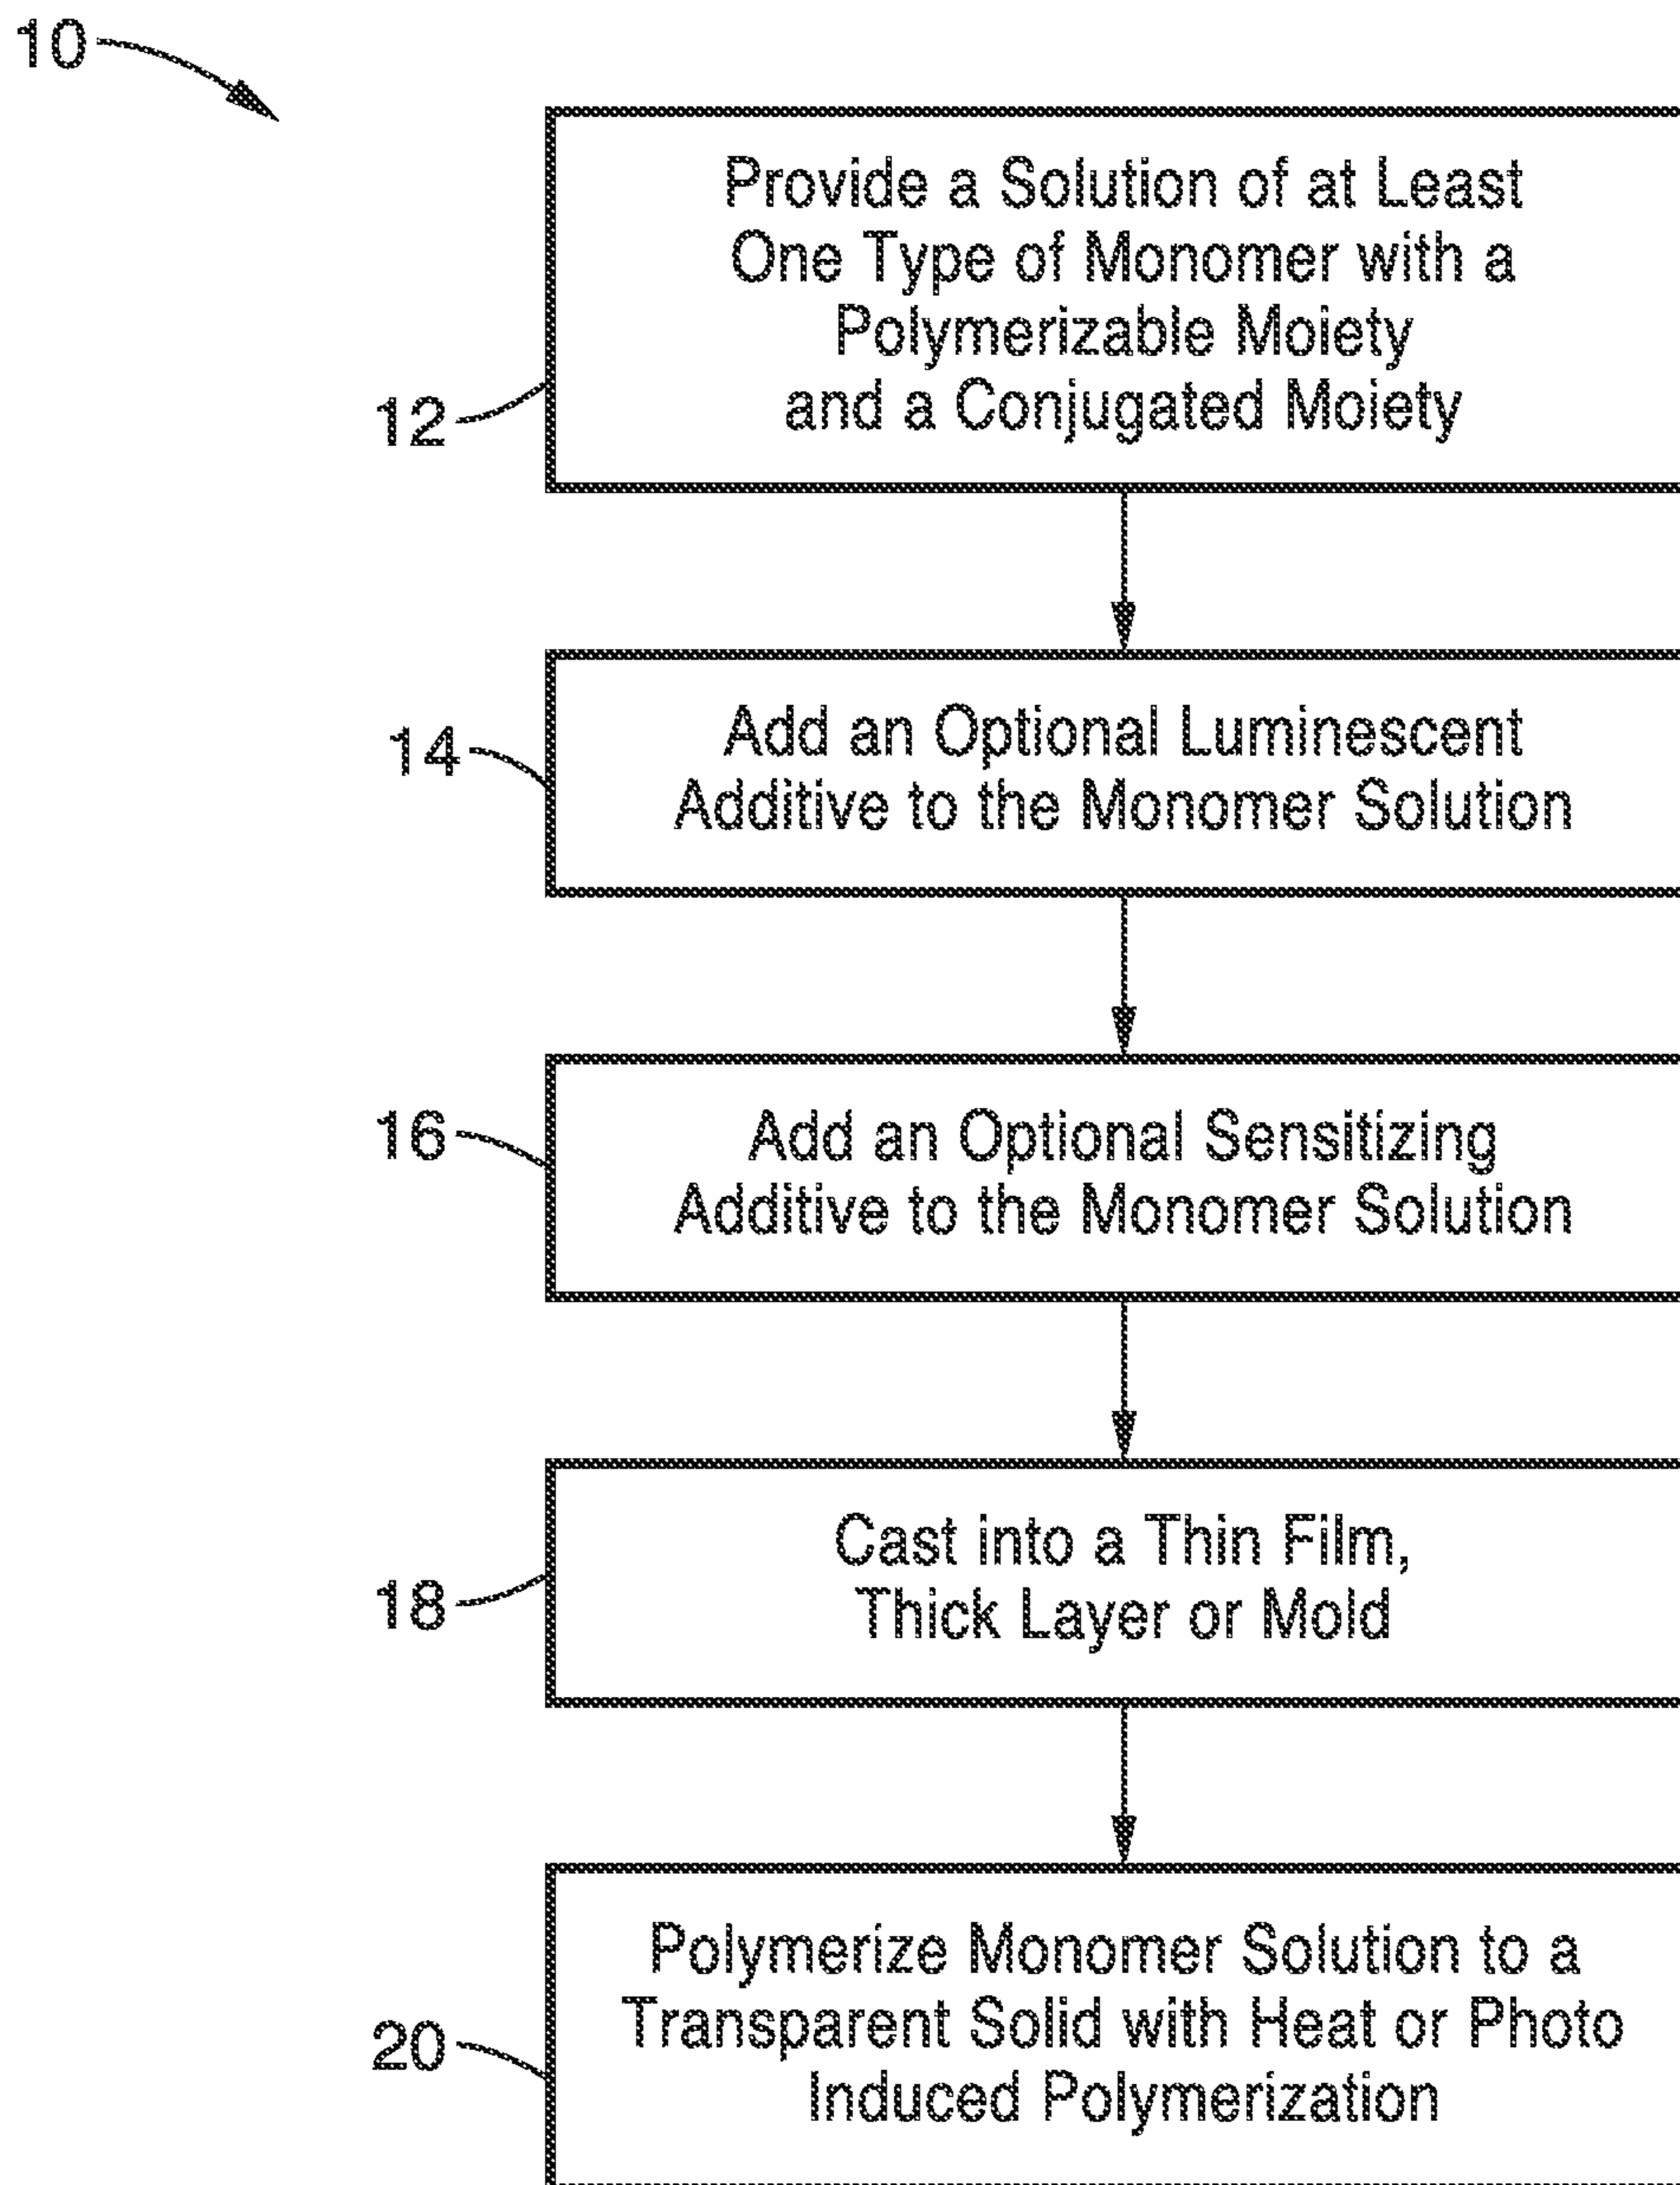 10
Provide a Solution of at Least
One Type of Monomer with a
Polymerizable Moiety
and a Conjugated Moiety
12
Add an Optional Luminescent
Additive to the Monomer Solution
14
Add an Optional Sensitizing
Additive to the Monomer Solution
16
Cast into a Thin Film,
Thick Layer or Mold
18
Polymerize Monomer Solution to a
Transparent Solid with Heat or Photo
Induced Polymerization
20